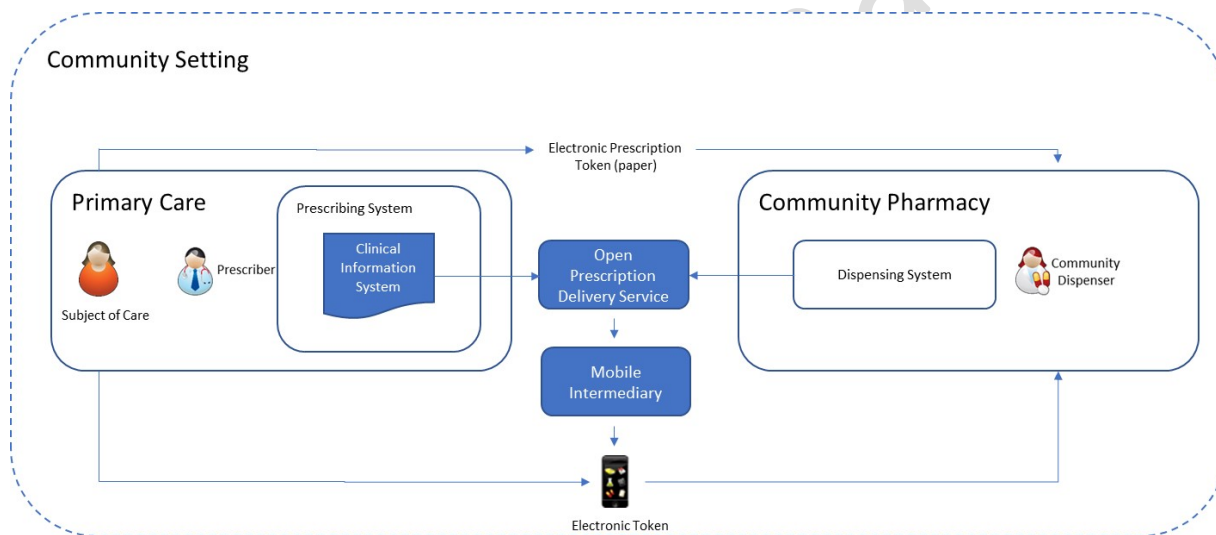 Community Setting
Electronic Prescription
Token (paper)
Primary Care
Prescribing System
Clinical
Information
System
Prescriber
Subject of Care
Open
Prescription
Delivery Service
Mobile
Intermediary
Electronic Token
Community Pharmacy
Dispensing System
Community
Dispenser